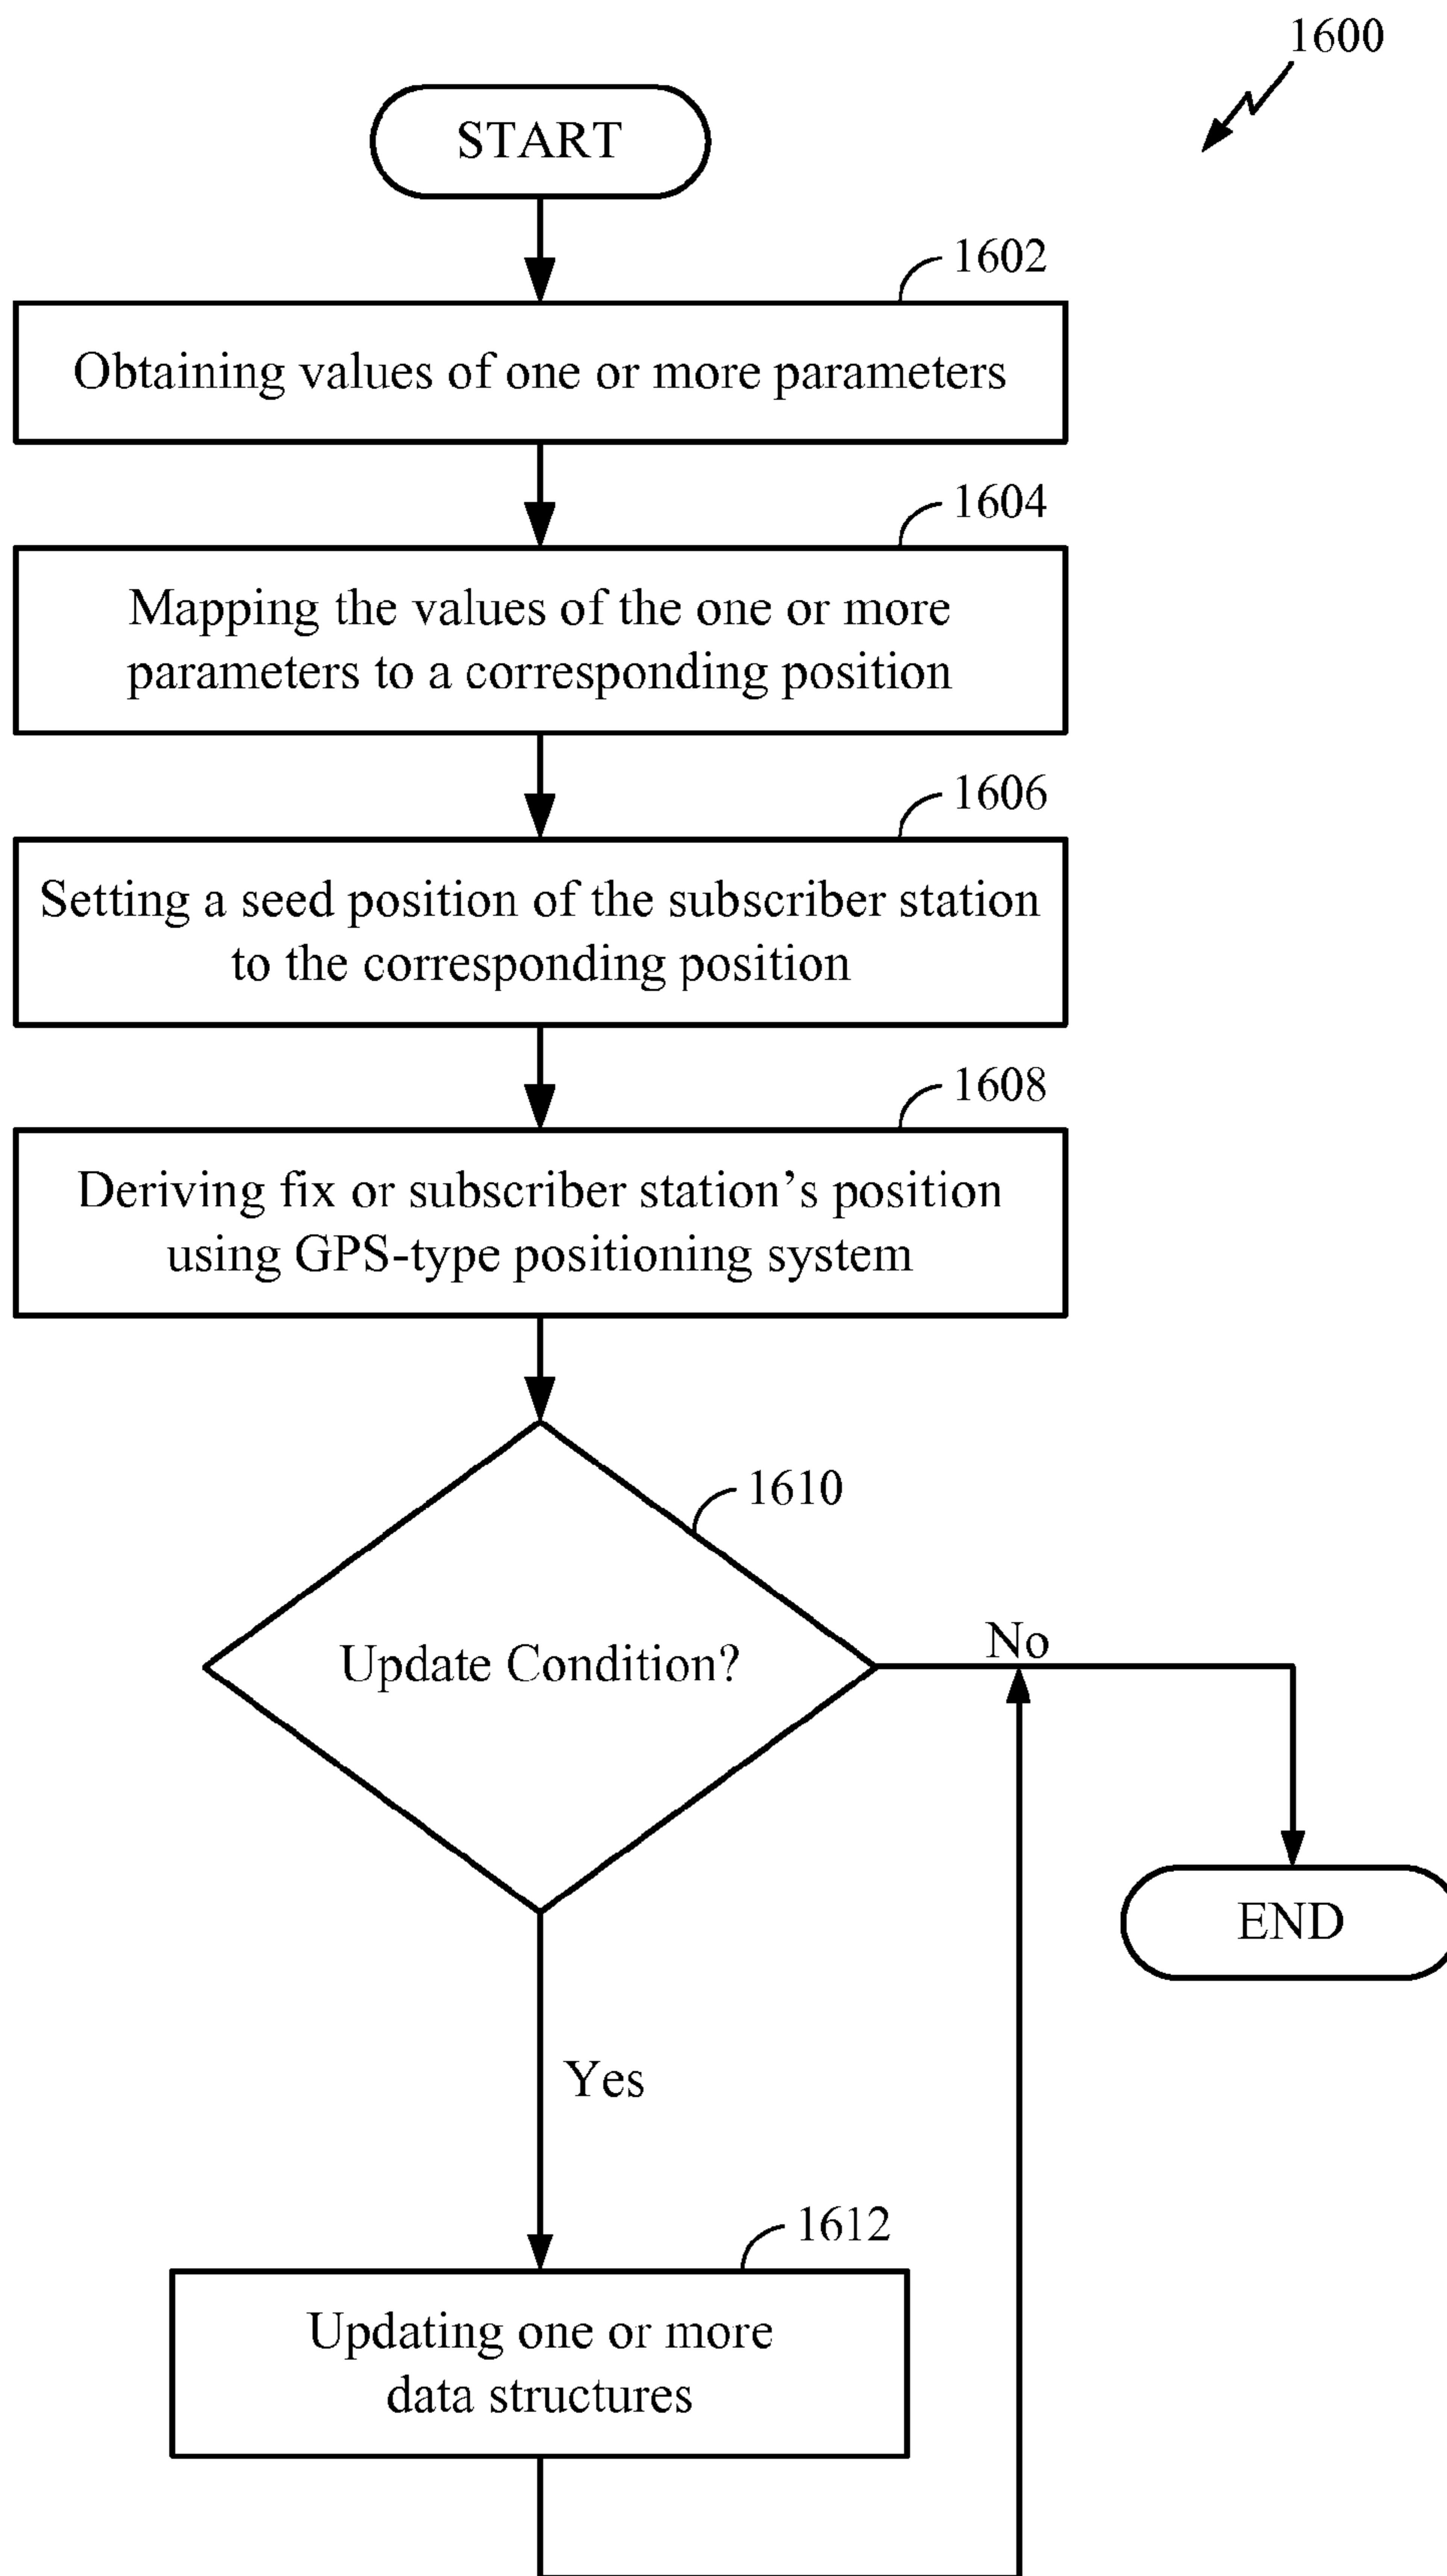 1600
START
1602
Obtaining values of one or more parameters
1604
Mapping the values of the one or more
parameters to a corresponding position
1606
Setting a seed position of the subscriber station
to the corresponding position
1608
Deriving fix or subscriber station’s position
using GPS-type positioning system
1610
Update Condition?
No
END
Yes
1612
Updating one or more
data structures